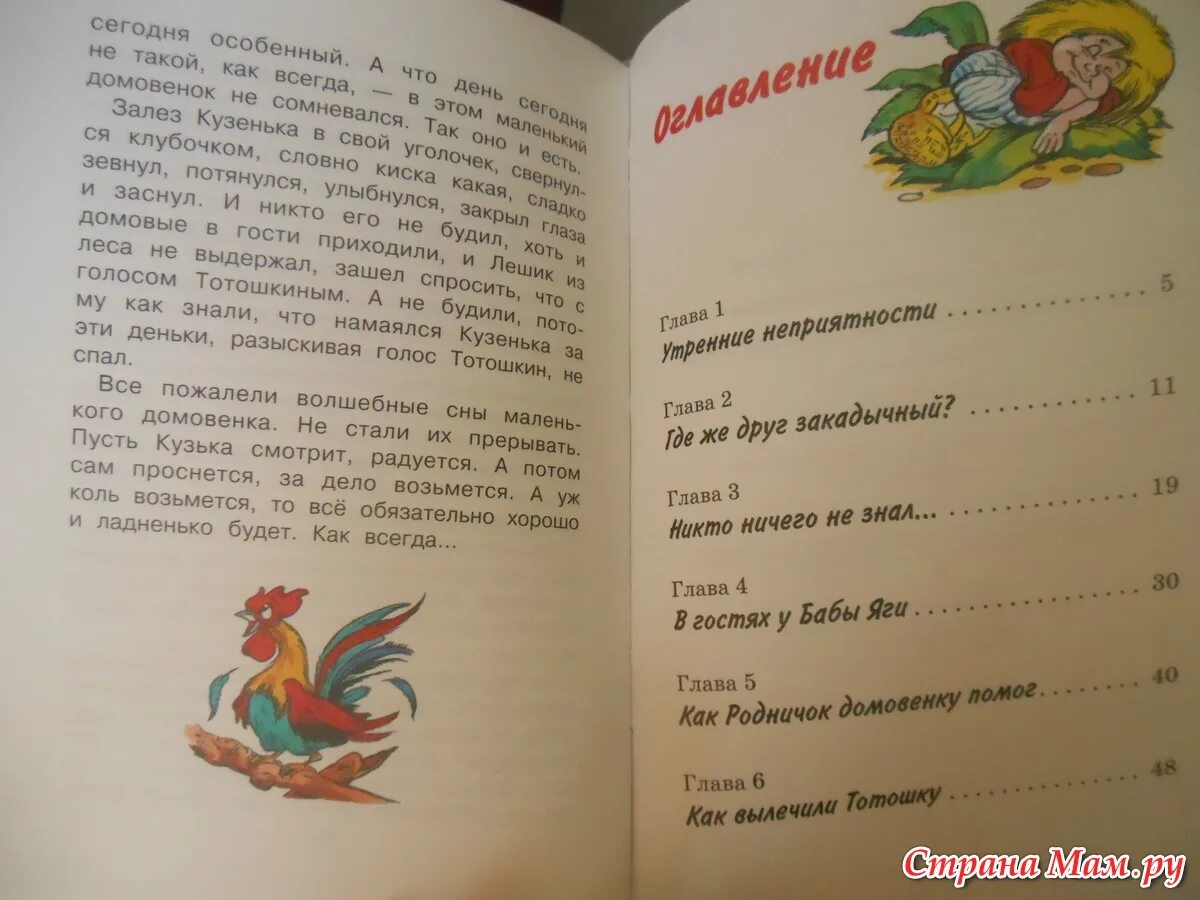 сегодня особенный. А что день сегодня
не такой, как всегда, — в этом маленький
домовенок не сомневался. Так оно и есть.
Залез Кузенька в свой уголочек, свернул-
ся клубочком, словно киска какая, сладко
зевнул, потянулся, улыбнулся, закрыл глаза
и заснул. И никто его не будил, хоть и
домовые в гости приходили, и Лешик из
леса не выдержал, зашел спросить, что с
голосом Тотошкиным. А не будили, пото-
му как знали, что намаялся Кузенька за
эти деньки, разыскивая голос Тотошкин, не
спал.
Все пожалели волшебные сны малень-
кого домовенка. Не стали их прерывать.
Пусть Кузька смотрит, радуется. А потом
сам проснется, за дело возьмется. А уж
коль возьмется, то всё обязательно хорошо
и ладненько будет. Как всегда...
Оглавление
Глава 1
Утренние неприятности .......... 5
Глава 2
Где же друг закадычный? .......... 11
Глава 3
Никто ничего не знал... .......... 19
Глава 4
В гостях у Бабы Яги .......... 30
Глава 5
Как Родничок домовенку помог .......... 40
Глава 6
Как вылечили Тотошку .......... 48
Страна Мам.ру